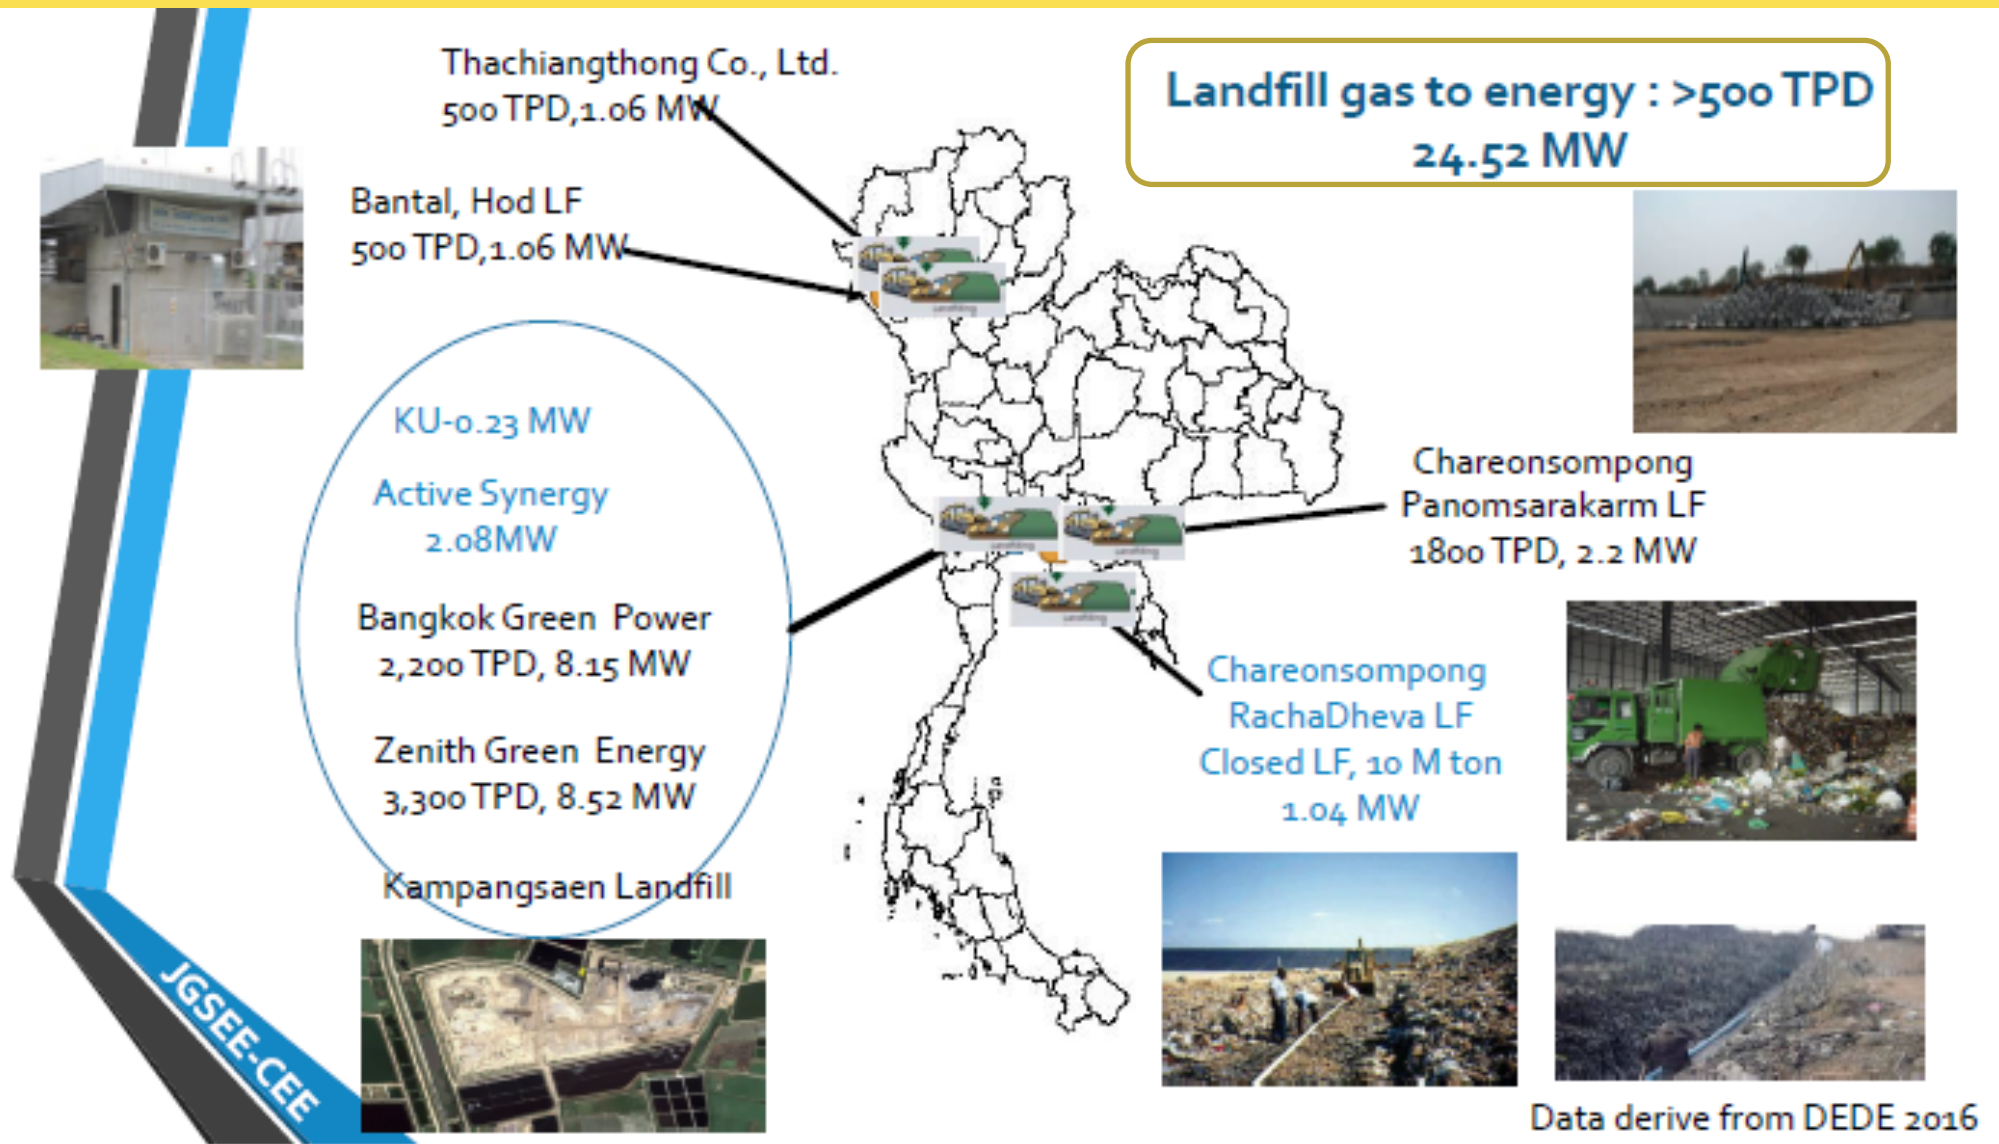 Thachiangthong Co., Ltd.
500 TPD,1.06 MW
Landfill gas to energy : >500 TPD
24.52 MW
Bantal, Hod LF
500 TPD,1.06 MW
KU-0.23 MW
Active Synergy
2.08MW
Bangkok Green Power
2,200 TPD, 8.15 MW
Zenith Green Energy
3,300 TPD, 8.52 MW
Kampangsaen Landfill
Chareonsompong
Panomsarakarm LF
1800 TPD, 2.2 MW
Chareonsompong
RachaDheva LF
Closed LF, 10 M ton
1.04 MW
JGSEE-CEE
Data derive from DEDE 2016